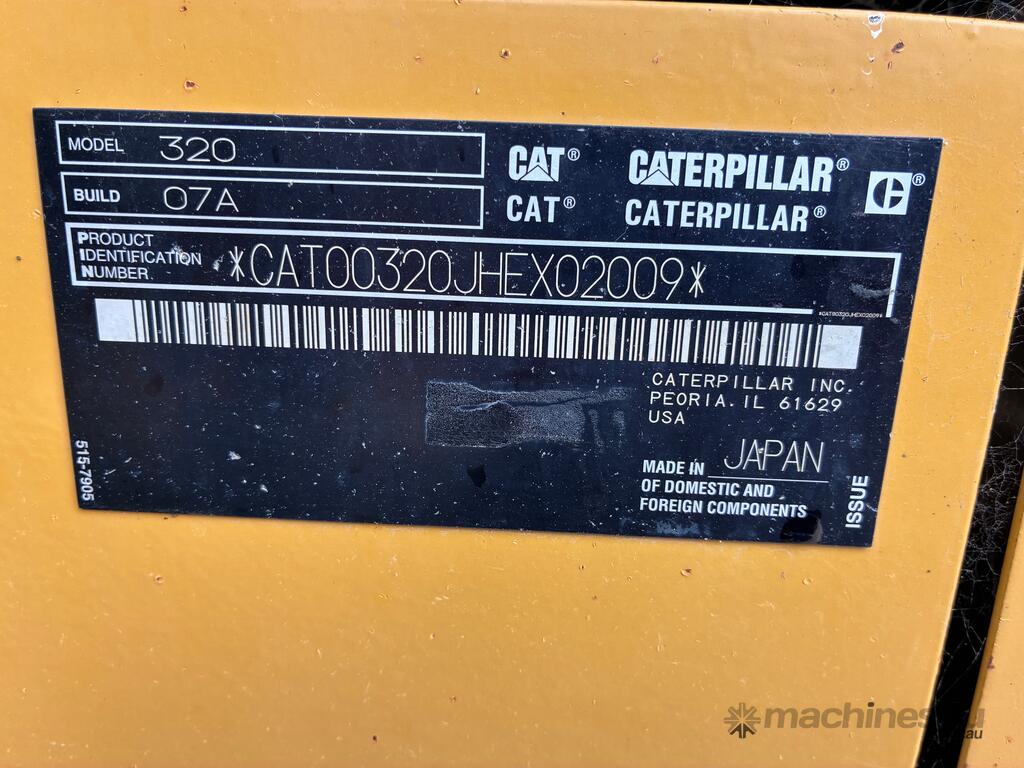 MODEL 320
BUILD 07A
PRODUCT
IDENTIFICATION
NUMBER
*CAT00320JHEX02009*
*CAT00320JHEX02009*
CAT® CATERPILLAR®
CAT® CATERPILLAR®
C®
CATERPILLAR INC.
PEORIA. IL 61629
USA
MADE IN JAPAN
OF DOMESTIC AND
FOREIGN COMPONENTS
515-7905
ISSUE